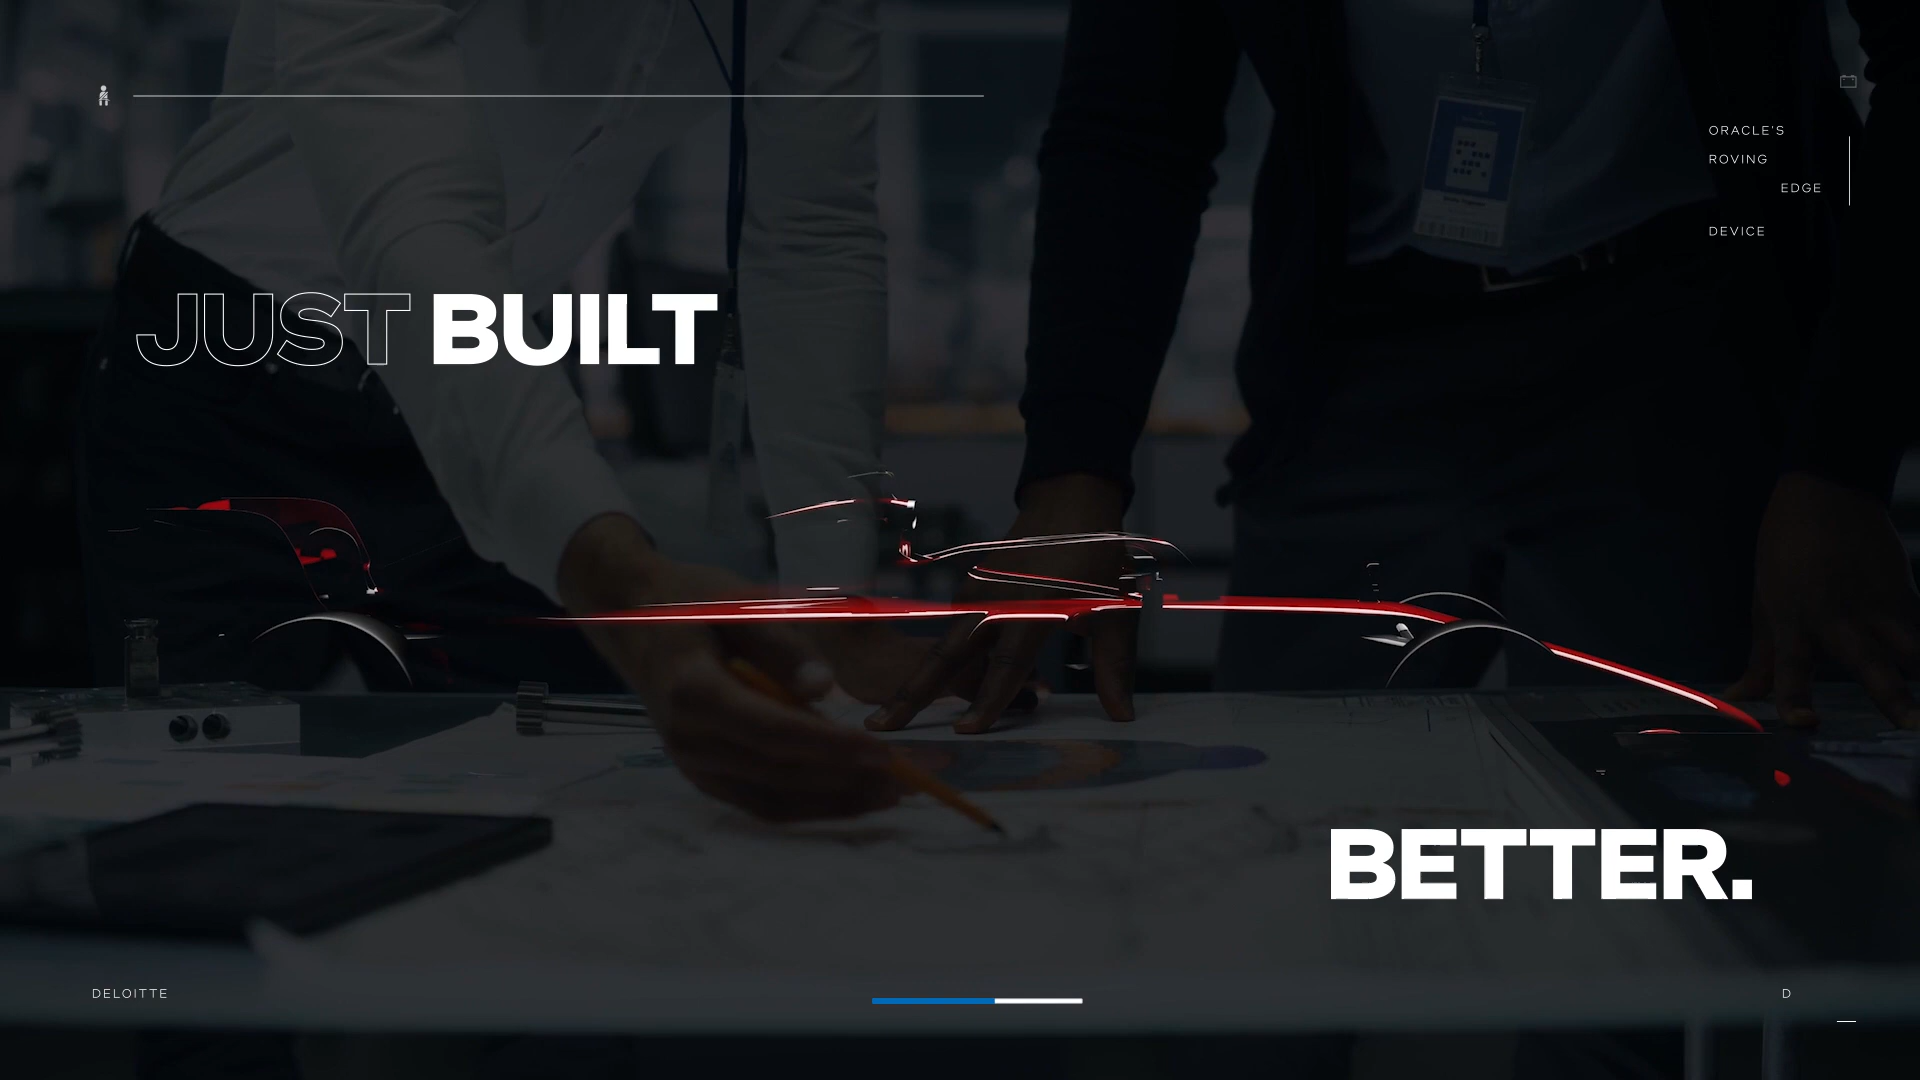 ORACLE'S
ROVING
EDGE
DEVICE
JUST BUILT
BETTER.
DELOITTE
D